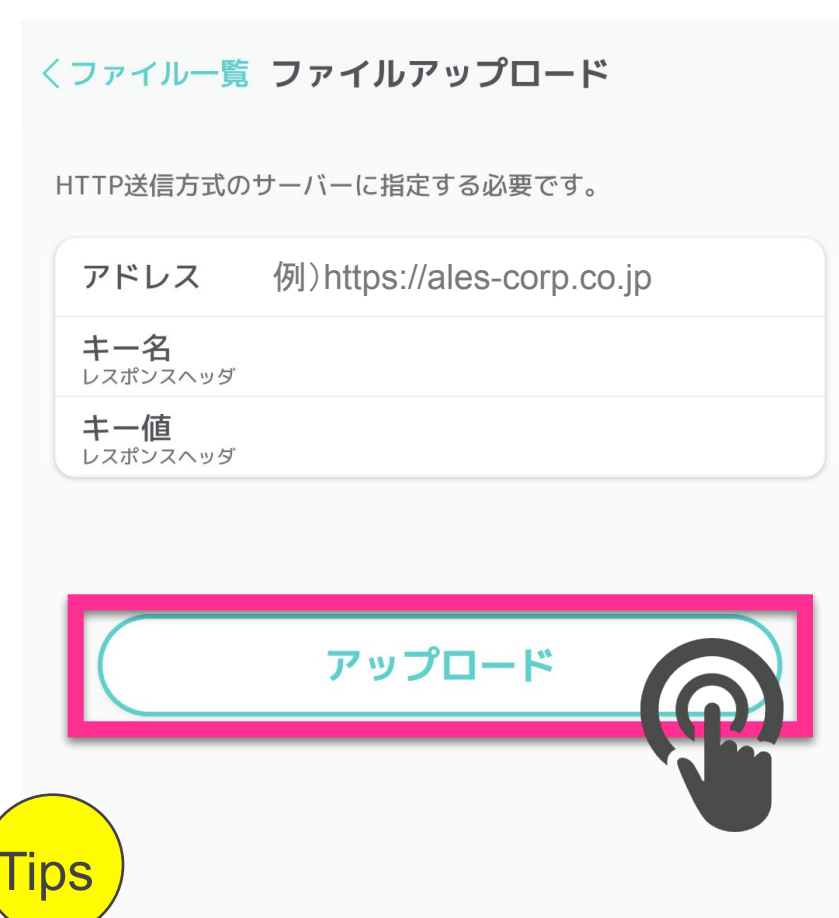 ファイル一覧 ファイルアップロード
HTTP送信方式のサーバーに指定する必要です。
アドレス 例）https://ales-corp.co.jp
キー名
レスポンスヘッダ
キー値
レスポンスヘッダ
アップロード
Tips